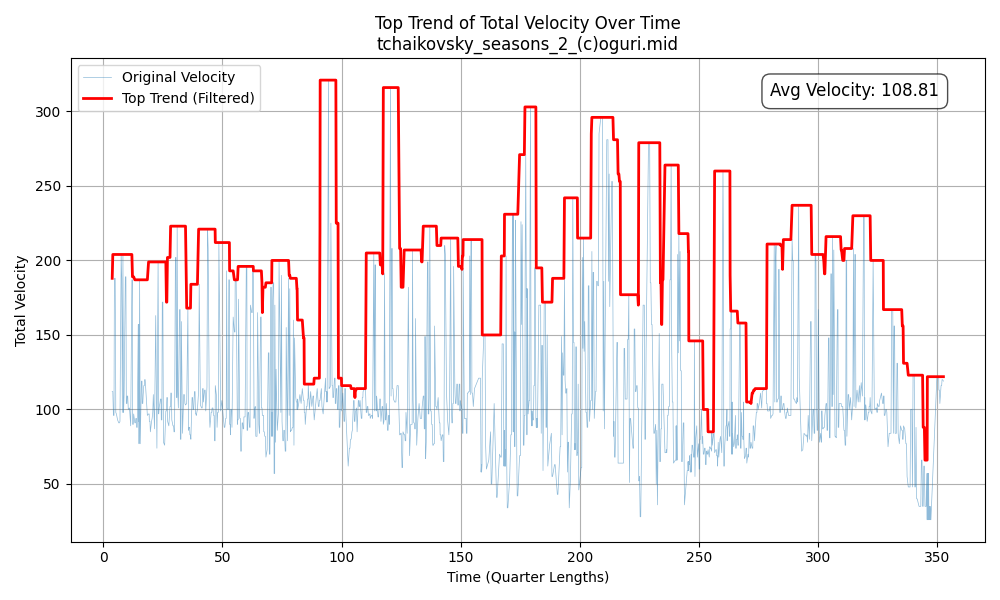 Top Trend of Total Velocity Over Time
tchaikovsky_seasons_2_(c)oguri.mid
Original Velocity
Top Trend (Filtered)
Avg Velocity: 108.81
Total Velocity
300
250
200
150
100
50
0 50 100 150 200 250 300 350
Time (Quarter Lengths)